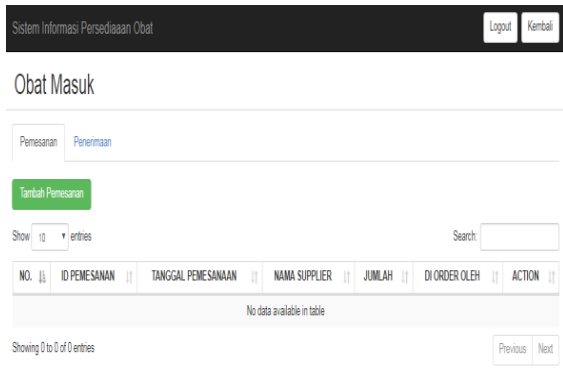 Sistem Informasi Persediaaan Obat Logout Kembali
Obat Masuk
Pemesanan Penerimaan
Tambah Pemesanan
Show 10 entries Search:
NO. ID PEMESANAN TANGGAL PEMESANAAN NAMA SUPPLIER JUMLAH DI ORDER OLEH ACTION
No data available in table
Showing 0 to 0 of 0 entries Previous Next